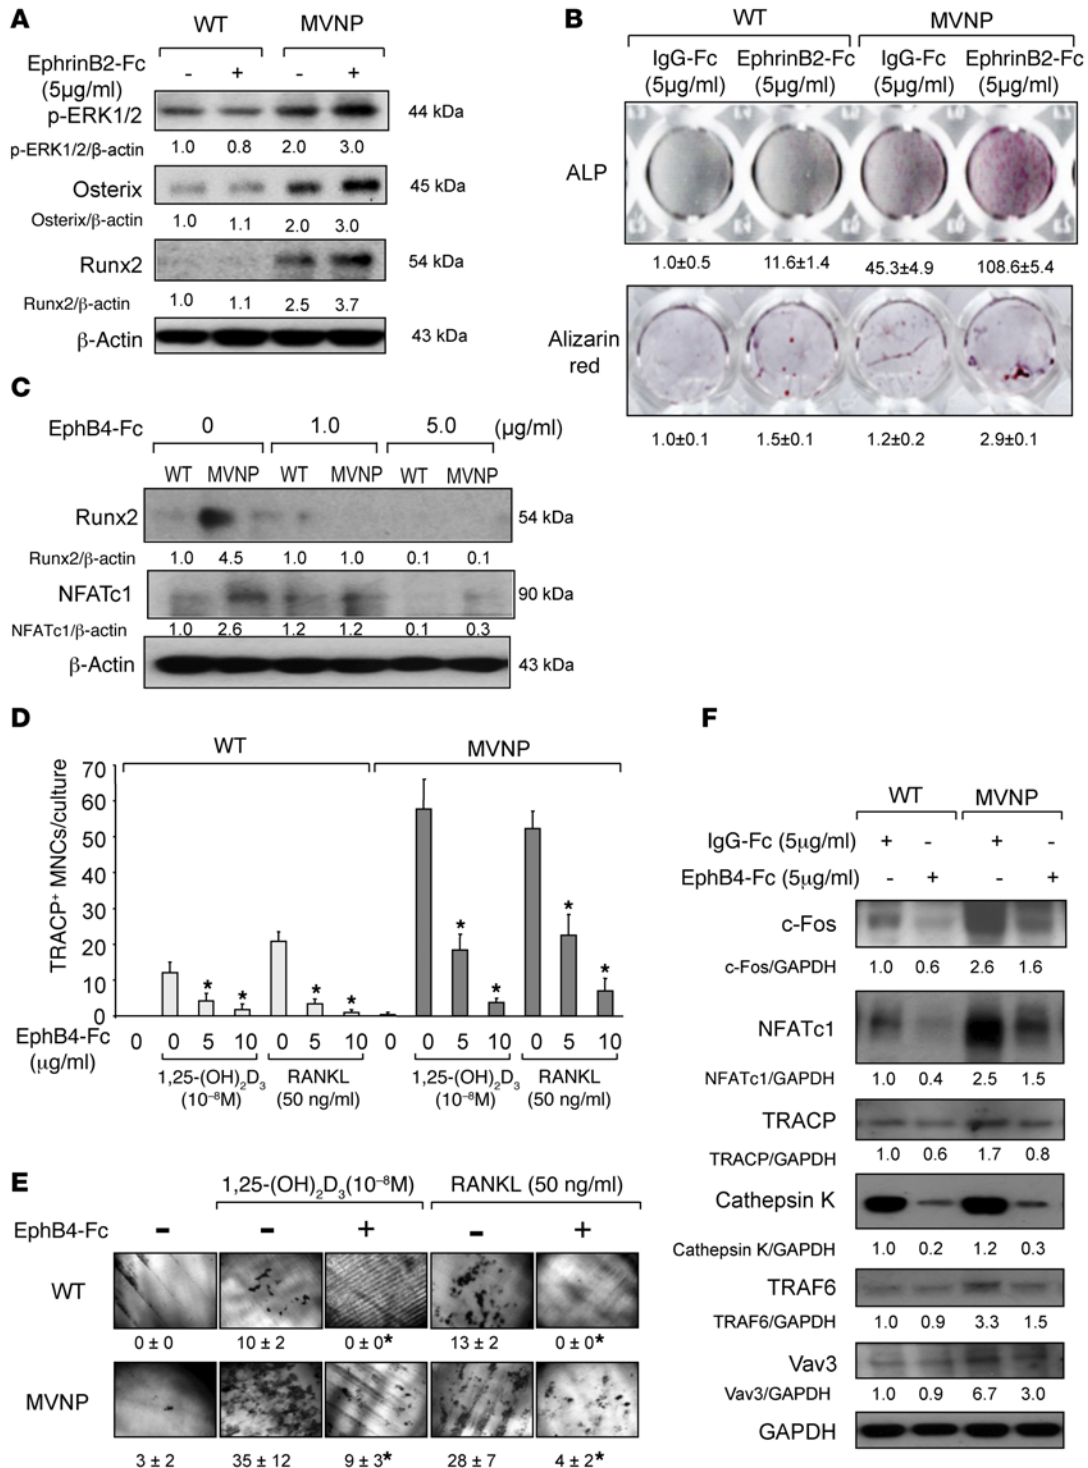 A
WT MVNP
EphrinB2-Fc
(5µg/ml)
- + - +
p-ERK1/2 44 kDa
p-ERK1/2/β-actin 1.0 0.8 2.0 3.0
Osterix 45 kDa
Osterix/β-actin 1.0 1.1 2.0 3.0
Runx2 54 kDa
Runx2/β-actin 1.0 1.1 2.5 3.7
β-Actin 43 kDa
B
WT MVNP
IgG-Fc EphrinB2-Fc IgG-Fc EphrinB2-Fc
(5µg/ml) (5µg/ml) (5µg/ml) (5µg/ml)
ALP
1.0±0.5 11.6±1.4 45.3±4.9 108.6±5.4
Alizarin
red
1.0±0.1 1.5±0.1 1.2±0.2 2.9±0.1
C
EphB4-Fc 0 1.0 5.0 (µg/ml)
WT MVNP WT MVNP WT MVNP
Runx2 54 kDa
Runx2/β-actin 1.0 4.5 1.0 1.0 0.1 0.1
NFATc1 90 kDa
NFATc1/β-actin 1.0 2.6 1.2 1.2 0.1 0.3
β-Actin 43 kDa
D
WT MVNP
TRACP⁺ MNCs/culture
70
60
50
40
30
20
10
0
* * * * * * * *
EphB4-Fc
(µg/ml)
0 0 5 10 0 5 10 0 0 5 10 0 5 10
1,25-(OH)₂D₃ RANKL 1,25-(OH)₂D₃ RANKL
(10⁻⁸M) (50 ng/ml) (10⁻⁸M) (50 ng/ml)
E
1,25-(OH)₂D₃(10⁻⁸M) RANKL (50 ng/ml)
EphB4-Fc - - + - +
WT
0 ± 0 10 ± 2 0 ± 0* 13 ± 2 0 ± 0*
MVNP
3 ± 2 35 ± 12 9 ± 3* 28 ± 7 4 ± 2*
F
WT MVNP
IgG-Fc (5µg/ml) + - + -
EphB4-Fc (5µg/ml) - + - +
c-Fos
c-Fos/GAPDH 1.0 0.6 2.6 1.6
NFATc1
NFATc1/GAPDH 1.0 0.4 2.5 1.5
TRACP
TRACP/GAPDH 1.0 0.6 1.7 0.8
Cathepsin K
Cathepsin K/GAPDH 1.0 0.2 1.2 0.3
TRAF6
TRAF6/GAPDH 1.0 0.9 3.3 1.5
Vav3
Vav3/GAPDH 1.0 0.9 6.7 3.0
GAPDH